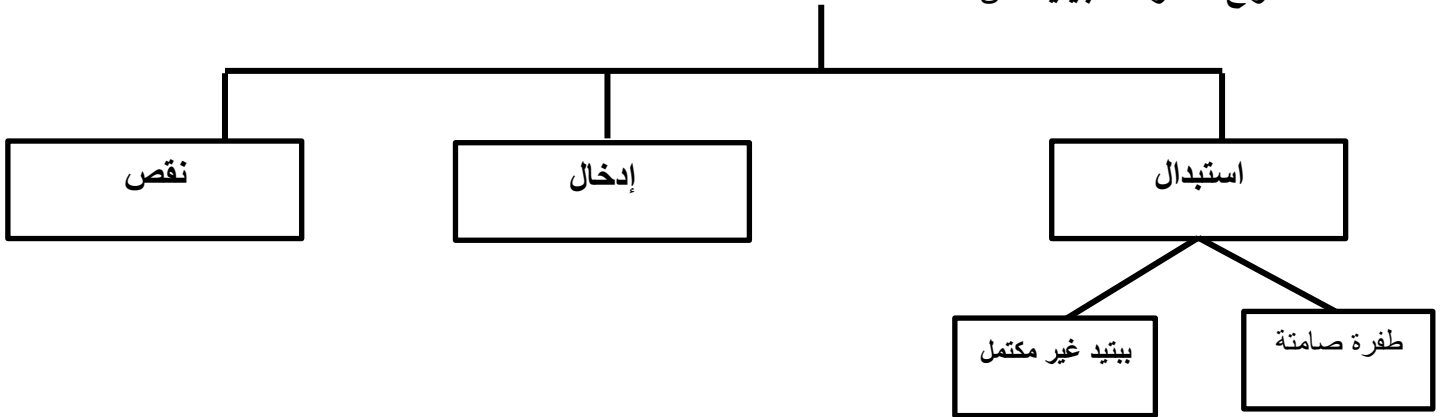 استبدال
إدخال
نقص
طفرة صامتة
ببتيد غير مكتمل